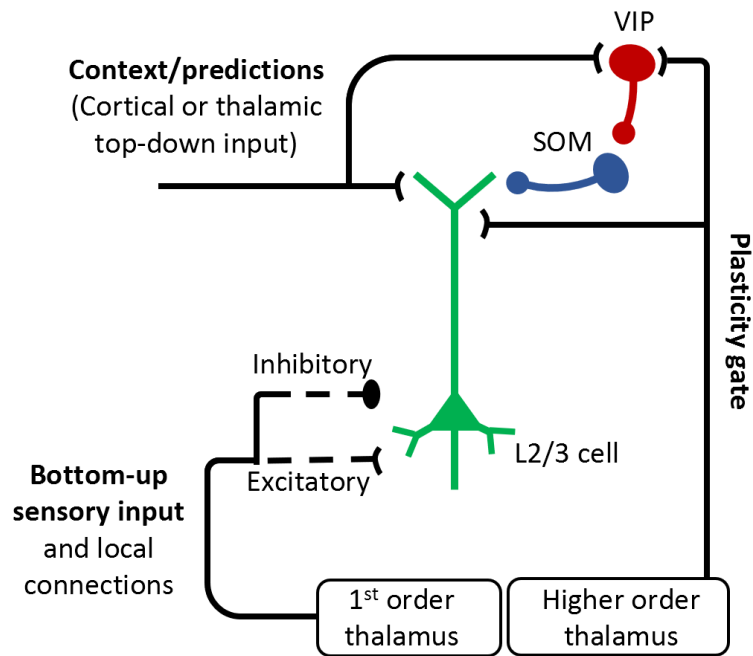 VIP
Context/predictions
(Cortical or thalamic
top-down input)
SOM
Plasticity gate
Inhibitory
Excitatory
L2/3 cell
Bottom-up
sensory input
and local
connections
1st order
thalamus
Higher order
thalamus